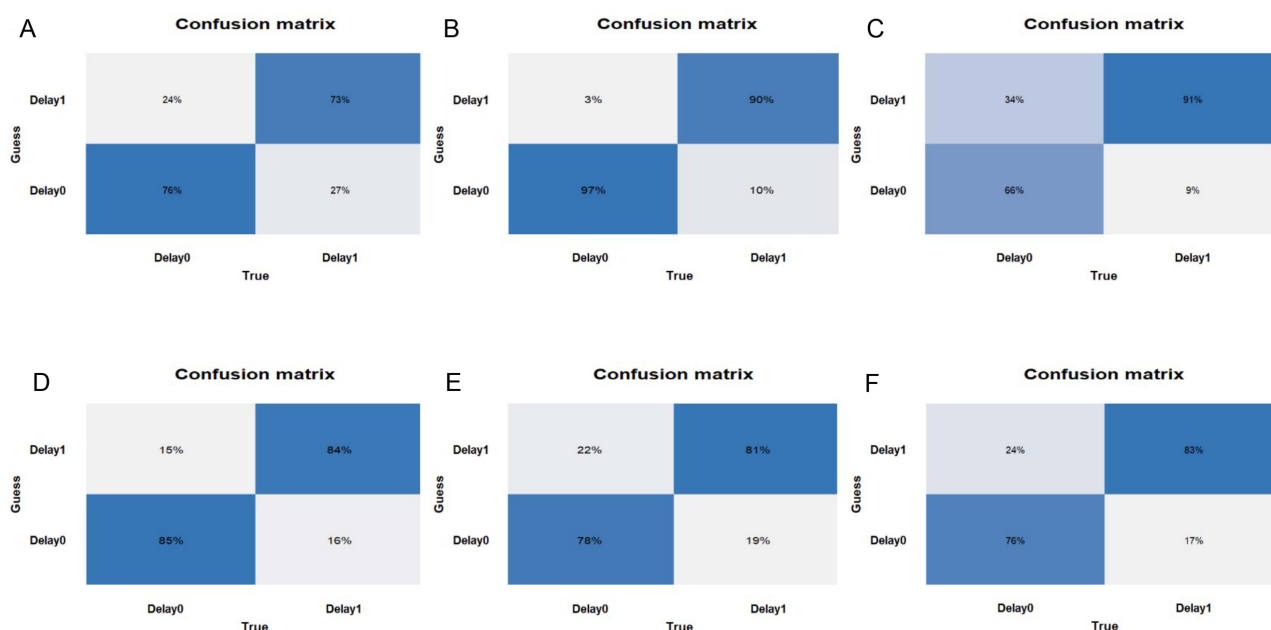 A
Confusion matrix
Delay1
24%
73%
Guess
Delay0
76%
27%
Delay0
Delay1
True
B
Confusion matrix
Delay1
3%
90%
Guess
Delay0
97%
10%
Delay0
Delay1
True
C
Confusion matrix
Delay1
34%
91%
Guess
Delay0
66%
9%
Delay0
Delay1
True
D
Confusion matrix
Delay1
15%
84%
Guess
Delay0
85%
16%
Delay0
Delay1
True
E
Confusion matrix
Delay1
22%
81%
Guess
Delay0
78%
19%
Delay0
Delay1
True
F
Confusion matrix
Delay1
24%
83%
Guess
Delay0
76%
17%
Delay0
Delay1
True